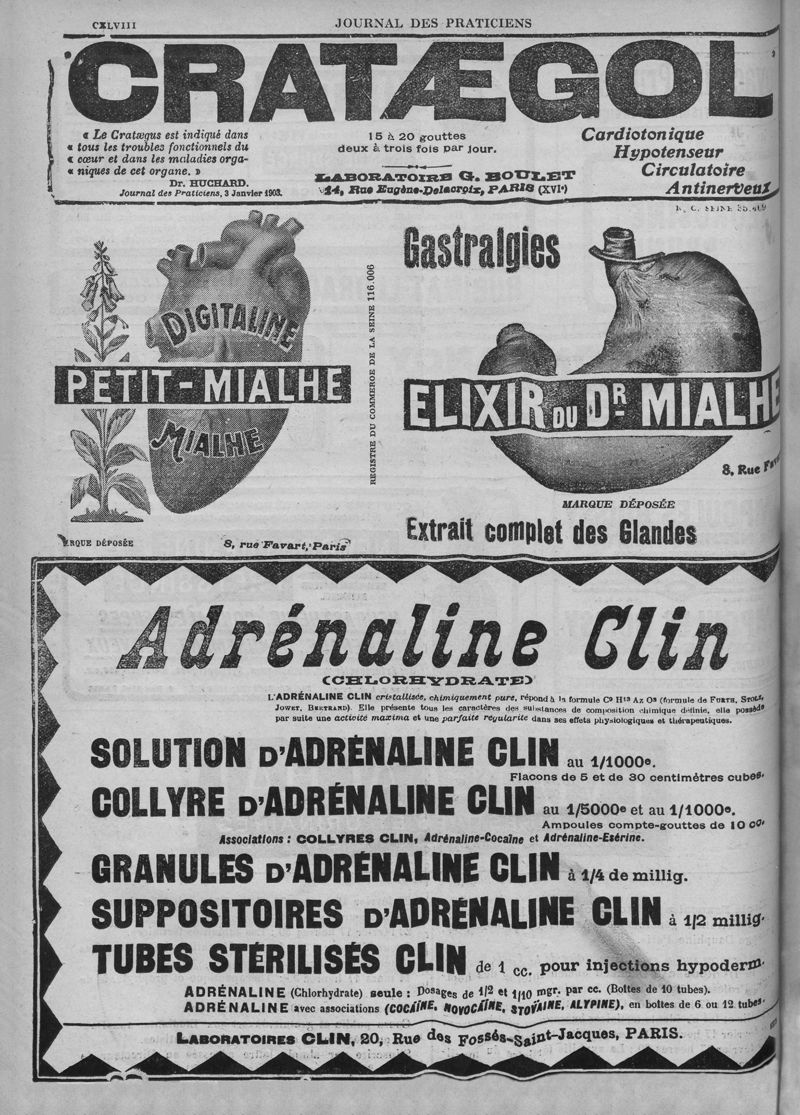 CXLVIII
JOURNAL DES PRATICIENS
CRATÆGOL
« Le Cratægus est indiqué dans
« tous les troubles fonctionnels du
« cœur et dans les maladies orga-
« niques de cet organe. »
Dr. HUCHARD.
Journal des Praticiens, 3 Janvier 1903.
15 à 20 gouttes
deux à trois fois par jour.
LABORATOIRE G. BOULET
14, Rue Eugène-Delacroix, PARIS (XVIe)
Cardiotonique
Hypotenseur
Circulatoire
Antinerveux
R. C. SEINE
DIGITALINE
PETIT-MIALHE
MIALHE
MARQUE DÉPOSÉE
8, rue Favart, Paris
REGISTRE DU COMMERCE DE LA SEINE 116.006
Gastralgies
ELIXIR DU DR MIALHE
8, Rue
MARQUE DÉPOSÉE
Extrait complet des Glandes
Adrénaline Clin
(CHLORHYDRATE)
L'ADRÉNALINE CLIN cristallisée, chimiquement pure, répond à la formule C9 H13 Az O3 (formule de FURTH, STOLZ,
JOWET, BERTRAND). Elle présente tous les caractères des substances de composition chimique définie, elle possède
par suite une activité maxima et une parfaite régularité dans ses effets physiologiques et thérapeutiques.
SOLUTION D'ADRÉNALINE CLIN au 1/1000e.
Flacons de 5 et de 30 centimètres cubes.
COLLYRE D'ADRÉNALINE CLIN au 1/5000e et au 1/1000e.
Ampoules compte-gouttes de 10 cc.
Associations : COLLYRES CLIN, Adrénaline-Cocaïne et Adrénaline-Esérine.
GRANULES D'ADRÉNALINE CLIN à 1/4 de millig.
SUPPOSITOIRES D'ADRÉNALINE CLIN à 1/2 millig.
TUBES STÉRILISÉS CLIN de 1 cc. pour injections hypoderm.
ADRÉNALINE (Chlorhydrate) seule : Dosages de 1/2 et 1/10 mgr. par cc. (Boîtes de 10 tubes).
ADRÉNALINE avec associations (COCAÏNE, NOVOCAÏNE, STOVAÏNE, ALYPINE), en boîtes de 6 ou 12 tubes.
LABORATOIRES CLIN, 20, Rue des Fossés-Saint-Jacques, PARIS.